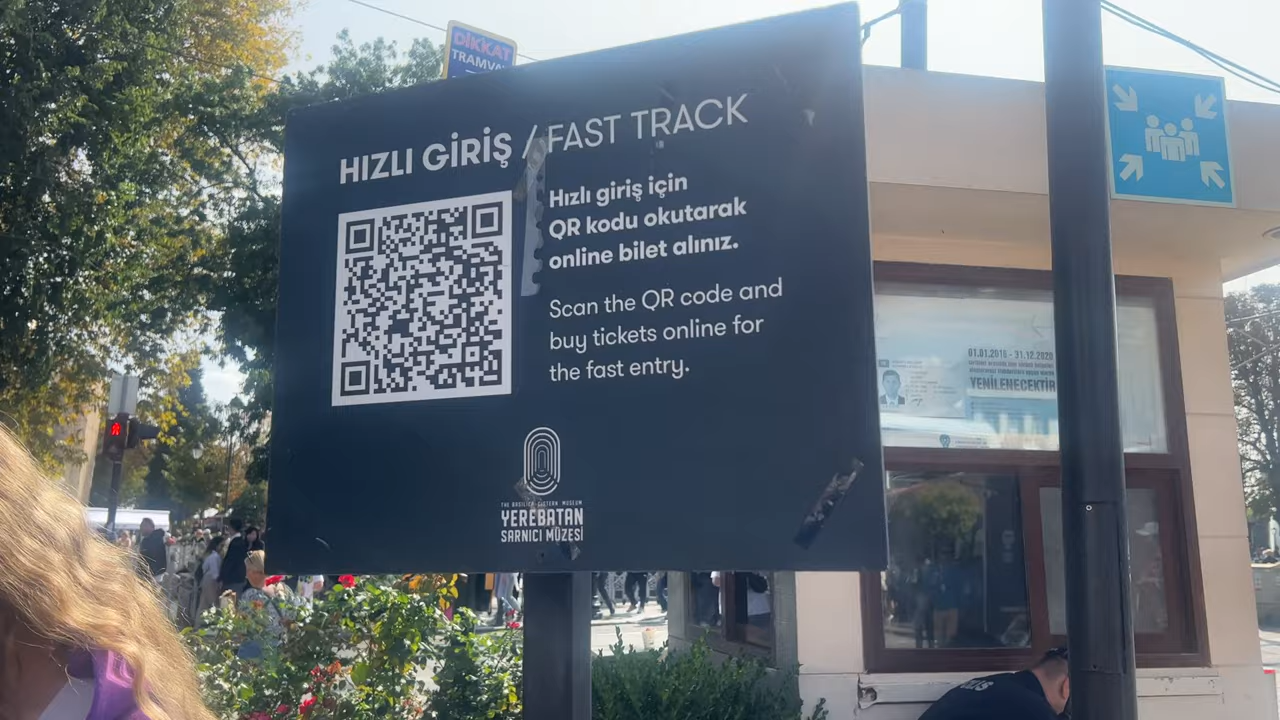 DİKKAT
TRAMVA
HIZLI GİRİŞ / FAST TRACK
Hızlı giriş için
QR kodu okutarak
online bilet alınız.
Scan the QR code and
buy tickets online for
the fast entry.
THE BASILICA CISTERN MUSEUM
YEREBATAN
SARNICI MÜZESİ
01.01.2016 - 31.12.2020
YENİLENECEKTİR